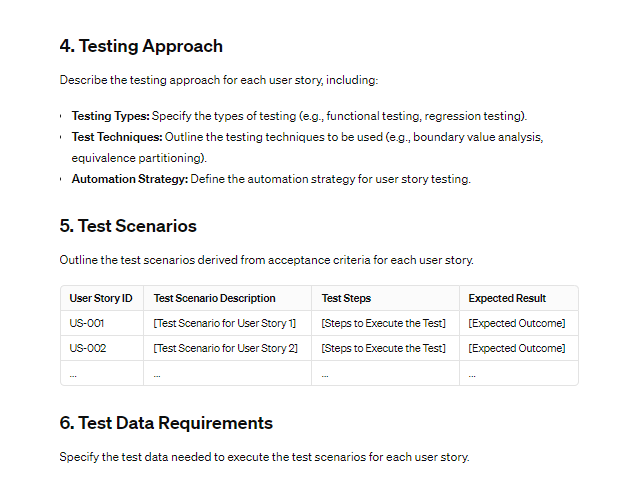 4. Testing Approach
Describe the testing approach for each user story, including:
Testing Types: Specify the types of testing (e.g., functional testing, regression testing).
Test Techniques: Outline the testing techniques to be used (e.g., boundary value analysis,
equivalence partitioning).
Automation Strategy: Define the automation strategy for user story testing.
5. Test Scenarios
Outline the test scenarios derived from acceptance criteria for each user story.
User Story ID Test Scenario Description Test Steps Expected Result
US-001 [Test Scenario for User Story 1] [Steps to Execute the Test] [Expected Outcome]
US-002 [Test Scenario for User Story 2] [Steps to Execute the Test] [Expected Outcome]
... ... ... ...
6. Test Data Requirements
Specify the test data needed to execute the test scenarios for each user story.